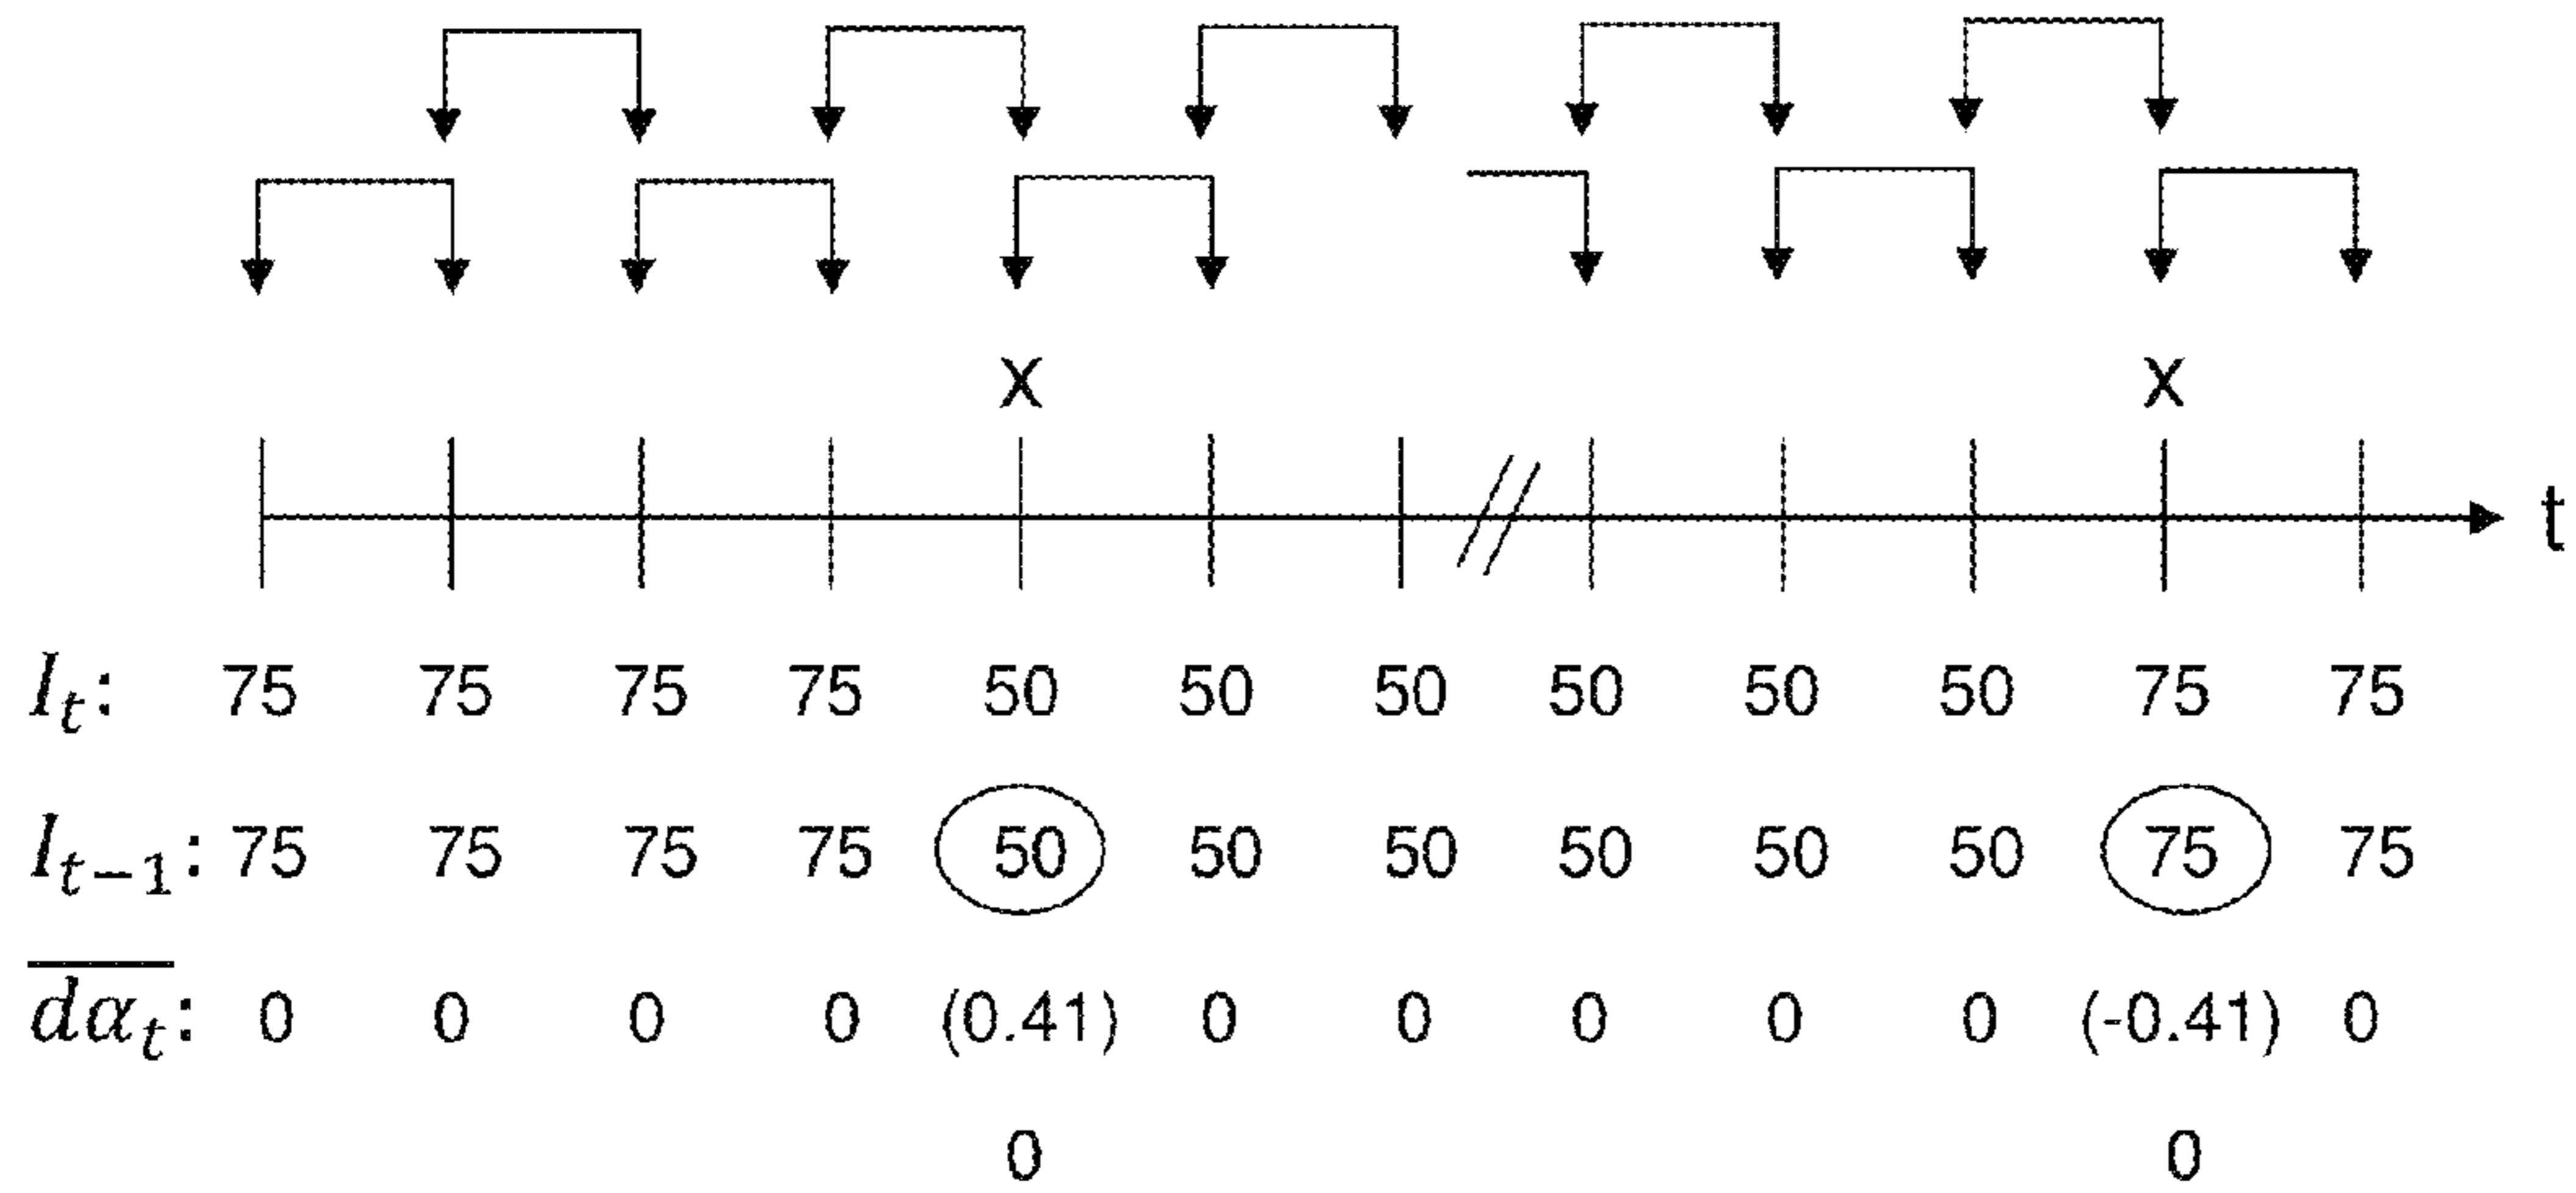 X X
t
I_t: 75 75 75 75 50 50 50 50 50 50 75 75
I_{t-1}: 75 75 75 75 50 50 50 50 50 50 75 75
\overline{dα_t}: 0 0 0 0 (0.41) 0 0 0 0 0 (-0.41) 0
0 0